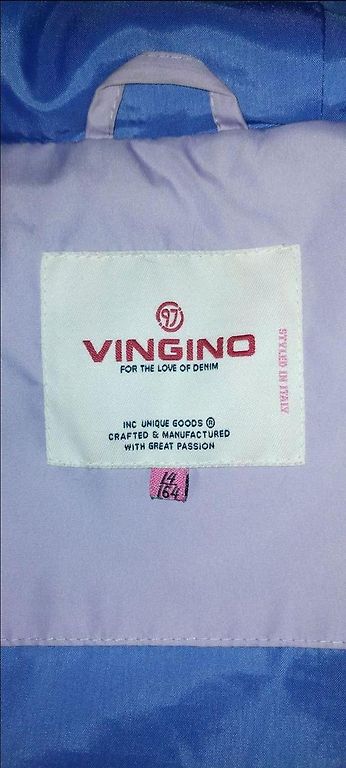 97
VINGINO
FOR THE LOVE OF DENIM
STYLED IN ITALY
INC UNIQUE GOODS ®
CRAFTED & MANUFACTURED
WITH GREAT PASSION
14
164